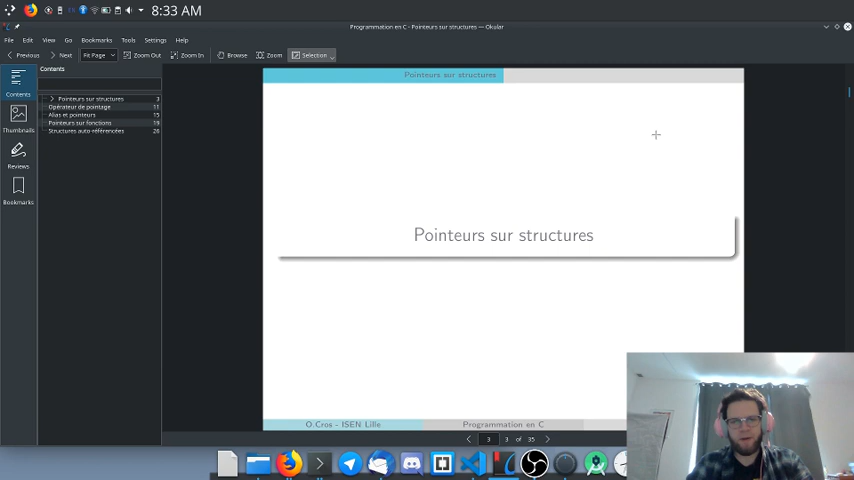 8:33 AM
Programmation en C - Pointeurs sur structures — Okular
File Edit View Go Bookmarks Tools Settings Help
Previous Next Fit Page Zoom Out Zoom In Browse Zoom Selection
Contents
Contents
Pointeurs sur structures 3
Opérateur de pointage 11
Alias et pointeurs 15
Pointeurs sur fonctions 19
Structures auto-référencées 26
Thumbnails
Reviews
Bookmarks
Pointeurs sur structures
Pointeurs sur structures
O.Cros - ISEN Lille
Programmation en C
3 3 of 35